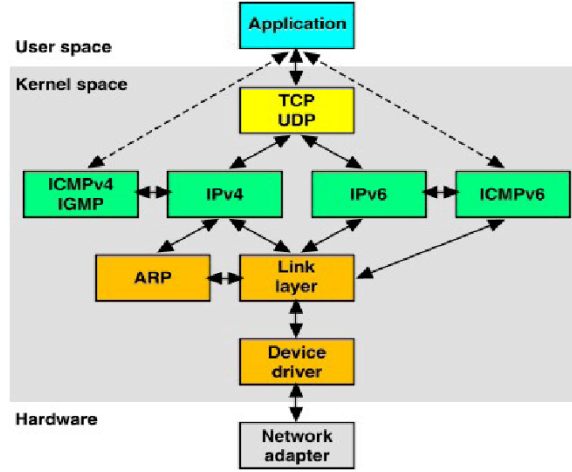 Application
User space
Kernel space
TCP
UDP
ICMPv4
IGMP
IPv4
IPv6
ICMPv6
ARP
Link
layer
Device
driver
Hardware
Network
adapter